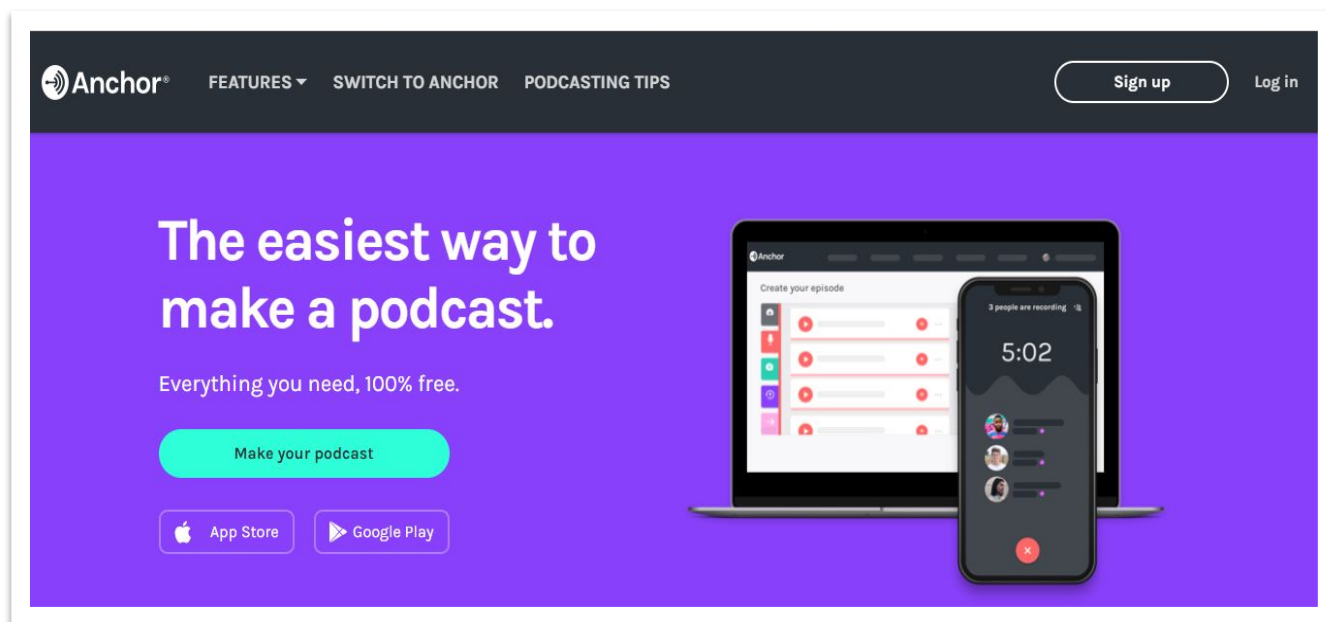 Anchor®
FEATURES
SWITCH TO ANCHOR
PODCASTING TIPS
Sign up
Log in
The easiest way to
make a podcast.
Everything you need, 100% free.
Make your podcast
App Store
Google Play
Anchor
Create your episode
3 people are recording
5:02